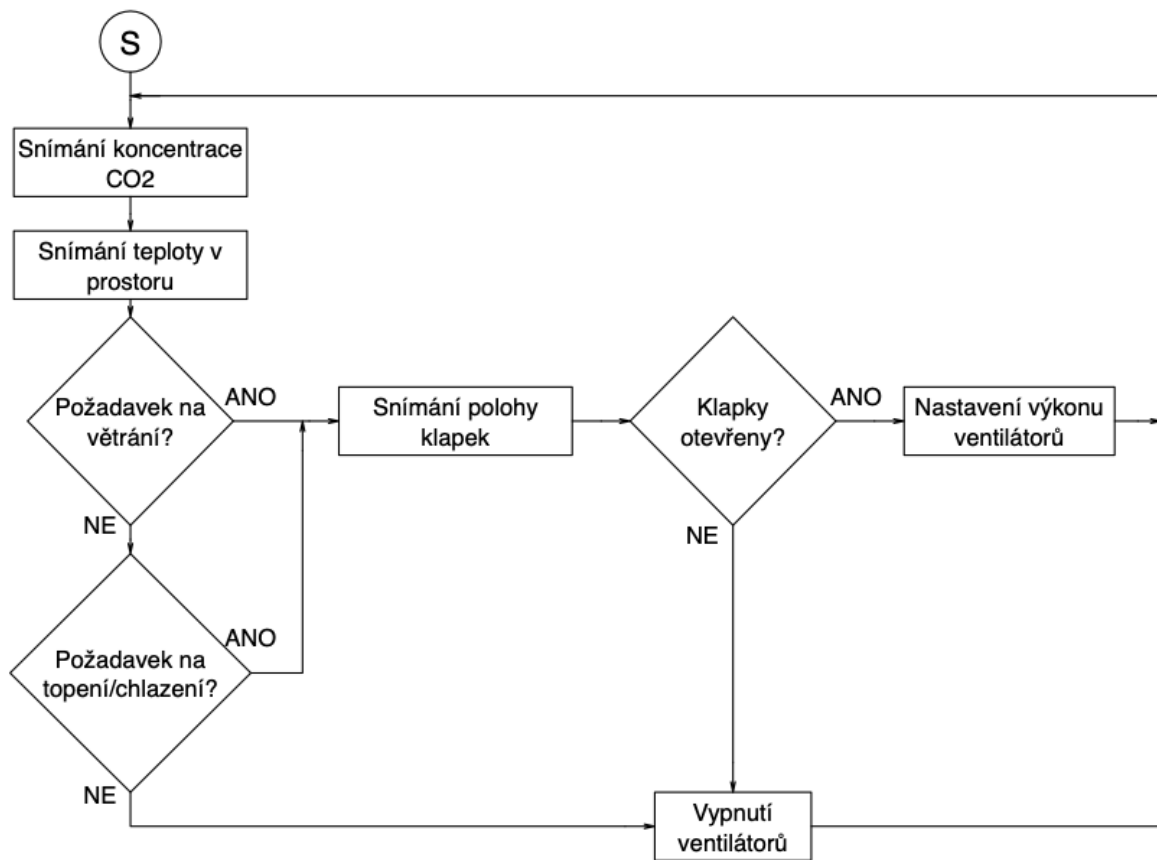 S
Snímání koncentrace
CO2
Snímání teploty v
prostoru
Požadavek na
větrání?
ANO
NE
Snímání polohy
klapek
Klapky
otevřeny?
ANO
NE
Nastavení výkonu
ventilátorů
Požadavek na
topení/chlazení?
ANO
NE
Vypnutí
ventilátorů